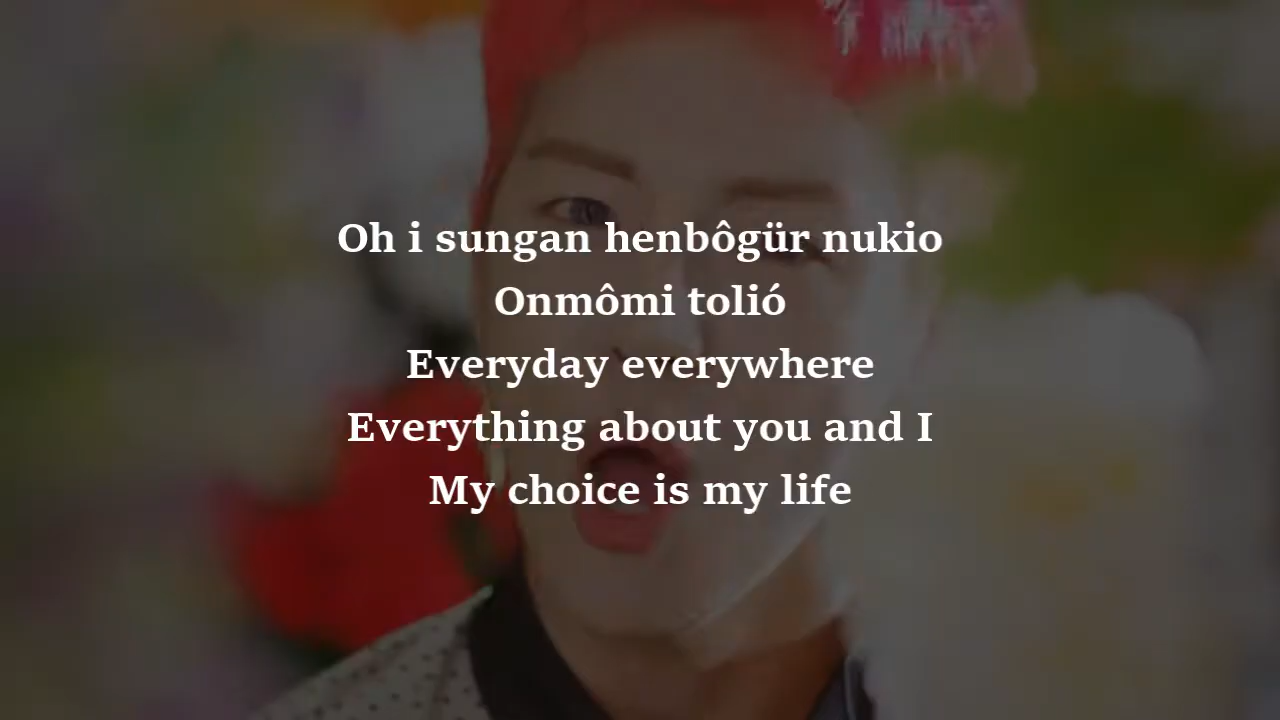 Oh i sungan henbôgür nukio
Onmômi tolió
Everyday everywhere
Everything about you and I
My choice is my life